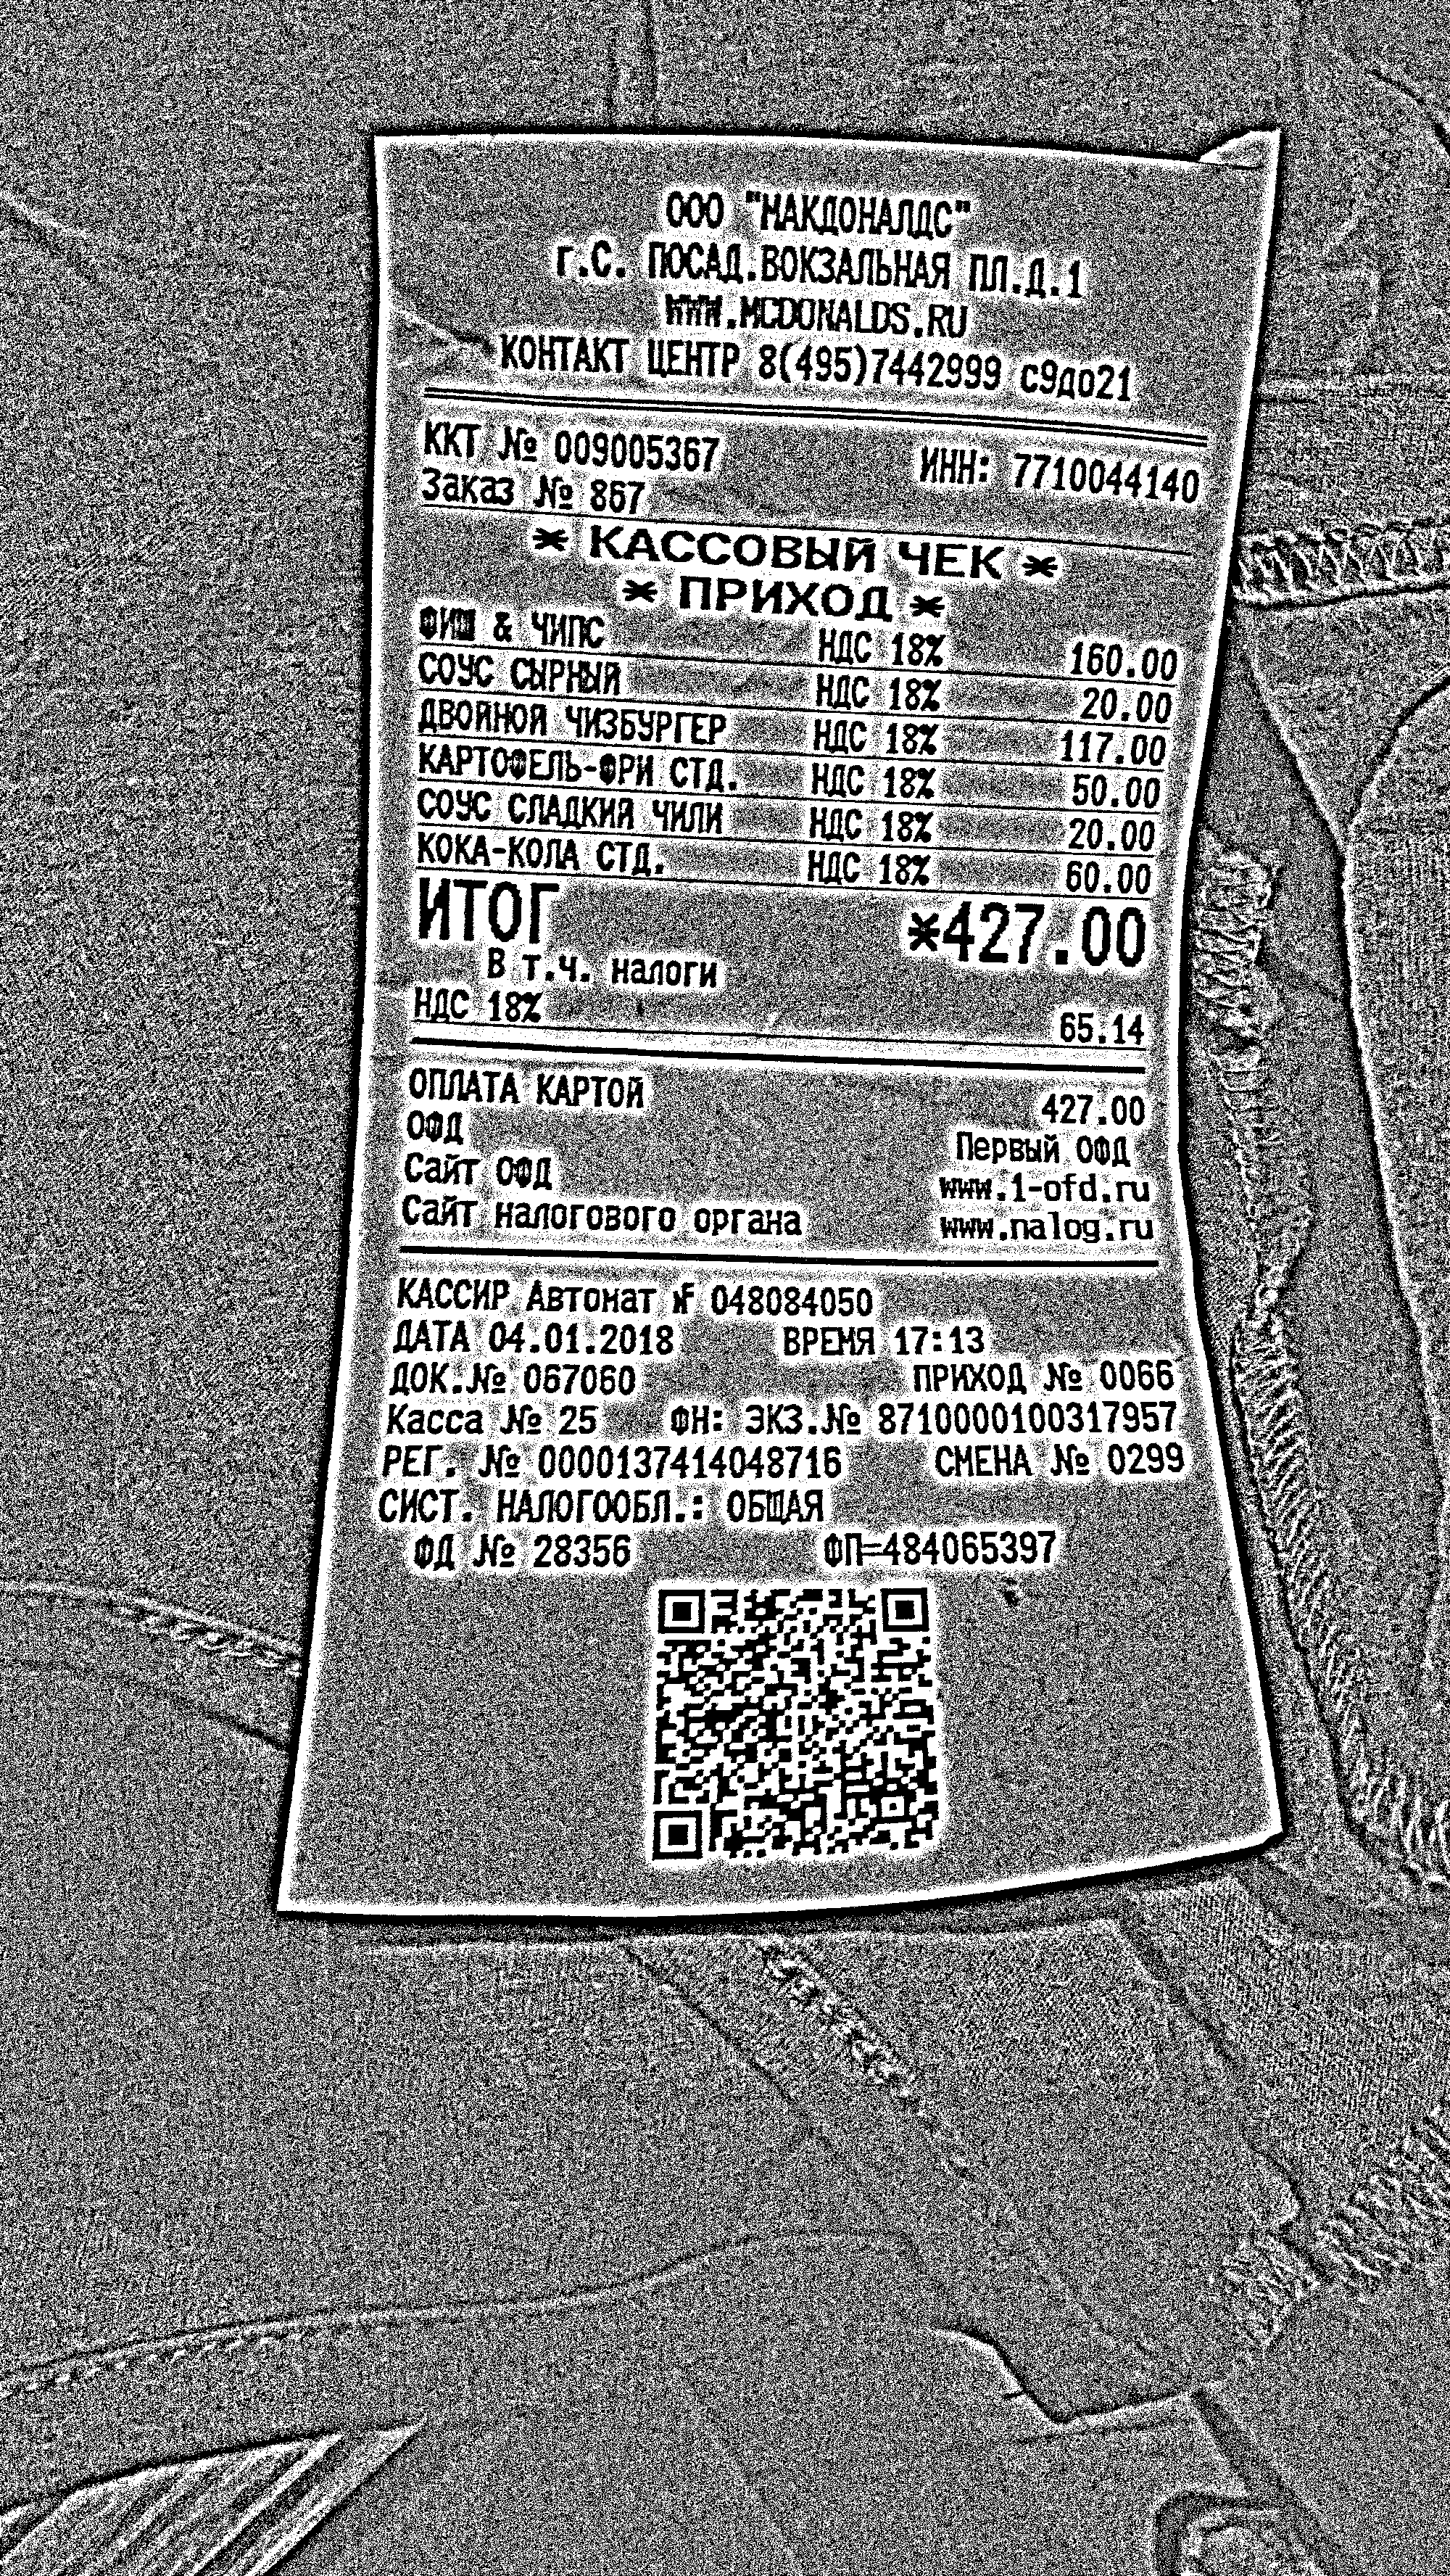 ООО "МАКДОНАЛДС"
г.С. ПОСАД.ВОКЗАЛЬНАЯ ПЛ.Д.1
WWW.MCDONALDS.RU
КОНТАКТ ЦЕНТР 8(495)7442999 с9до21
ККТ № 009005367 ИНН: 7710044140
Заказ № 867
* КАССОВЫЙ ЧЕК *
* ПРИХОД *
ФИШ & ЧИПС НДС 18% 160.00
СОУС СЫРНЫЙ НДС 18% 20.00
ДВОЙНОЙ ЧИЗБУРГЕР НДС 18% 117.00
КАРТОФЕЛЬ-ФРИ СТД. НДС 18% 50.00
СОУС СЛАДКИЙ ЧИЛИ НДС 18% 20.00
КОКА-КОЛА СТД. НДС 18% 60.00
ИТОГ *427.00
В т.ч. налоги
НДС 18% 65.14
ОПЛАТА КАРТОЙ 427.00
ОФД Первый ОФД
Сайт ОФД www.1-ofd.ru
Сайт налогового органа www.nalog.ru
КАССИР Автомат № 048084050
ДАТА 04.01.2018 ВРЕМЯ 17:13
ДОК.№ 067060 ПРИХОД № 0066
Касса № 25 ФН: ЭКЗ.№ 8710000100317957
РЕГ. № 0000137414048716 СМЕНА № 0299
СИСТ. НАЛОГООБЛ.: ОБЩАЯ
ФД № 28356 ФП=484065397